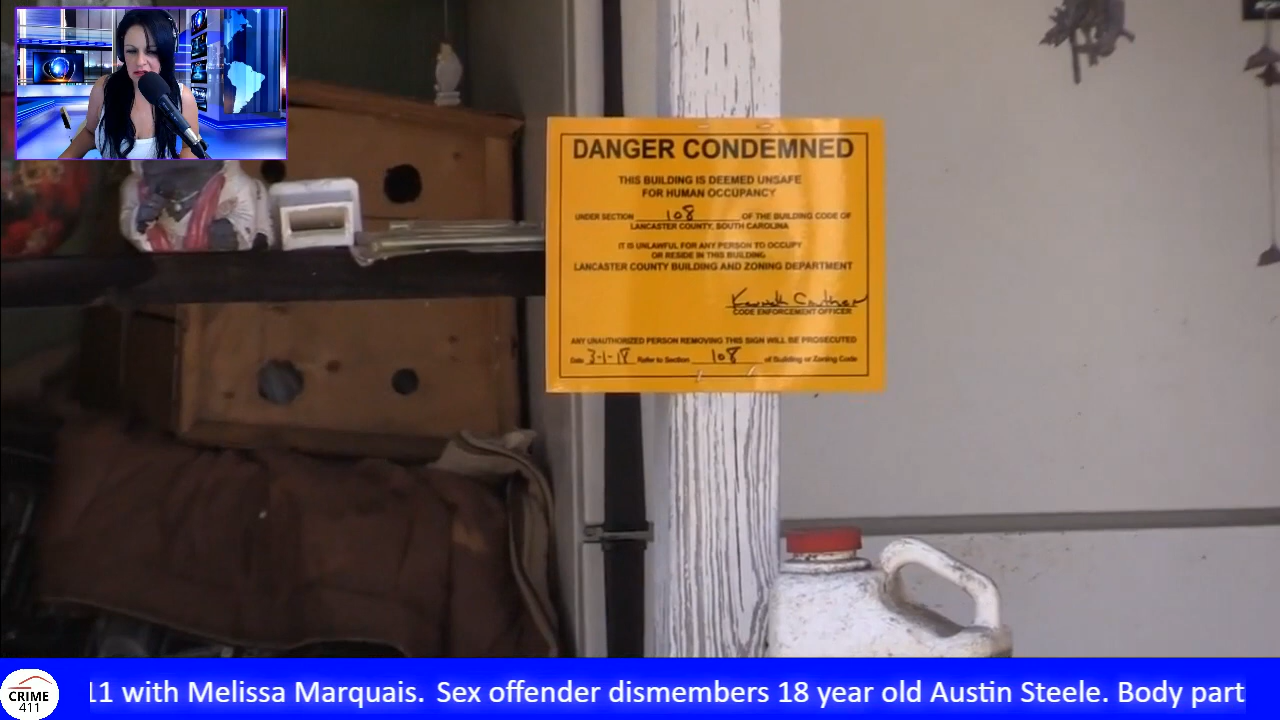 DANGER CONDEMNED
THIS BUILDING IS DEEMED UNSAFE
FOR HUMAN OCCUPANCY
UNDER SECTION 108 OF THE BUILDING CODE OF
LANCASTER COUNTY, SOUTH CAROLINA
IT IS UNLAWFUL FOR ANY PERSON TO OCCUPY
OR RESIDE IN THIS BUILDING
LANCASTER COUNTY BUILDING AND ZONING DEPARTMENT
Kenneth Cauthen
CODE ENFORCEMENT OFFICER
ANY UNAUTHORIZED PERSON REMOVING THIS SIGN WILL BE PROSECUTED
Date 3-1-18 Refer to Section 108 of Building or Zoning Code
CRIME
411
11 with Melissa Marquais. Sex offender dismembers 18 year old Austin Steele. Body part